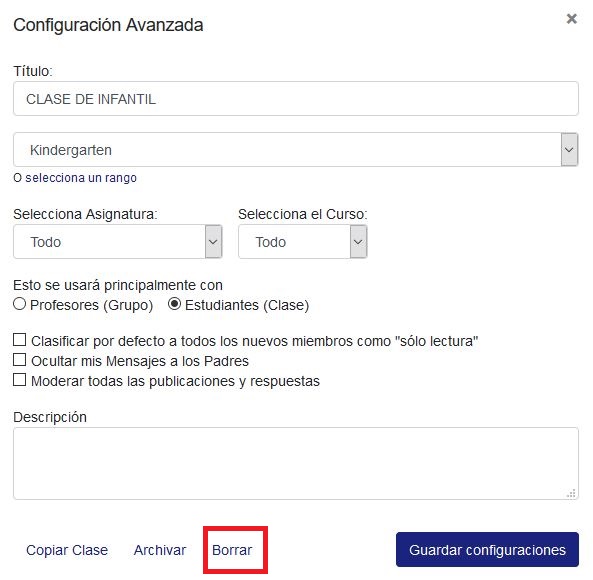 Configuración Avanzada
Título:
CLASE DE INFANTIL
Kindergarten
O selecciona un rango
Selecciona Asignatura: Selecciona el Curso:
Todo Todo
Esto se usará principalmente con
Profesores (Grupo) Estudiantes (Clase)
Clasificar por defecto a todos los nuevos miembros como "sólo lectura"
Ocultar mis Mensajes a los Padres
Moderar todas las publicaciones y respuestas
Descripción
Copiar Clase Archivar Borrar Guardar configuraciones